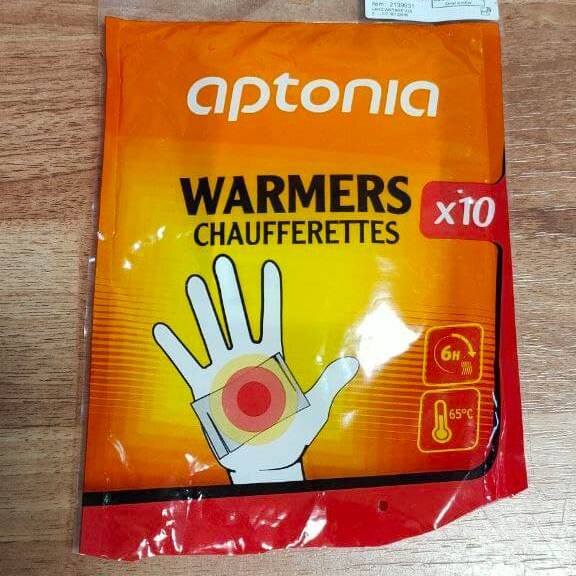 aptonia
WARMERS
CHAUFFERETTES
x10
6H
65°C